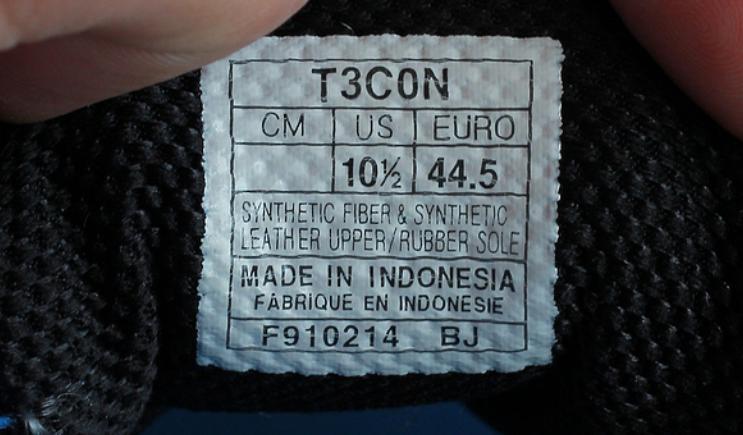 T3C0N
CM US EURO
10½ 44.5
SYNTHETIC FIBER & SYNTHETIC
LEATHER UPPER/RUBBER SOLE
MADE IN INDONESIA
FABRIQUE EN INDONESIE
F910214 BJ